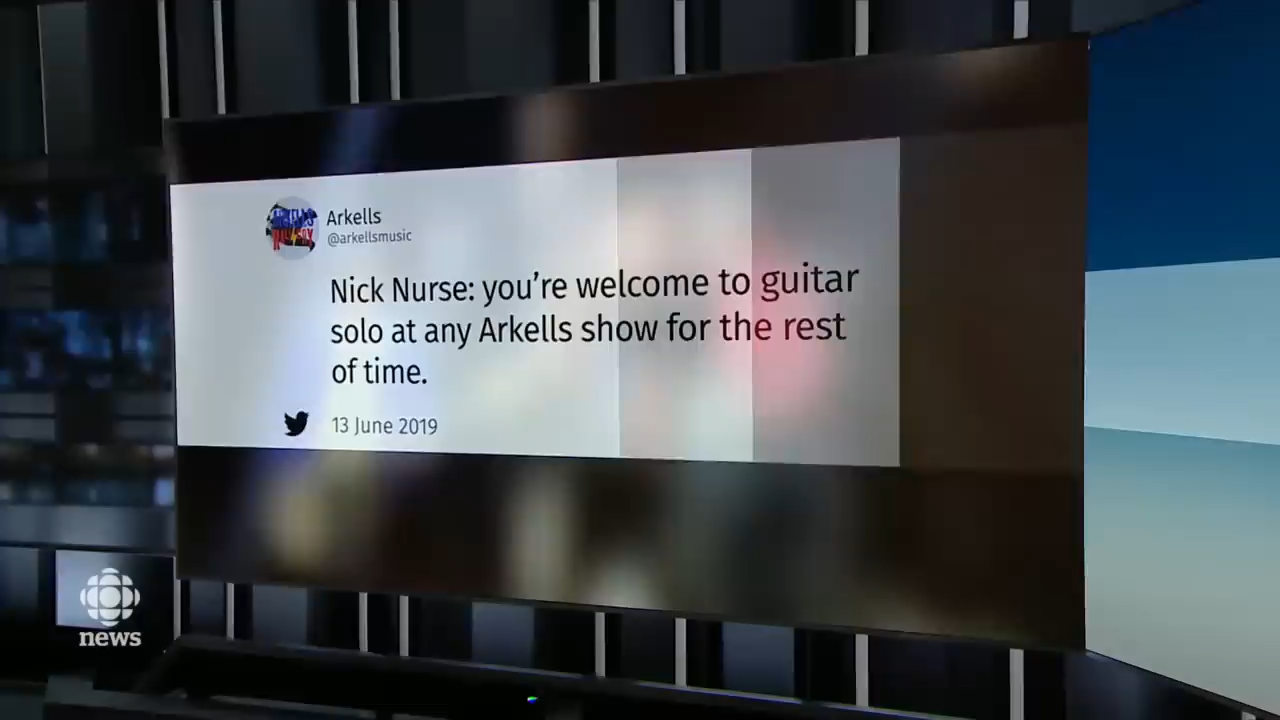 Arkells
@arkellsmusic
Nick Nurse: you're welcome to guitar
solo at any Arkells show for the rest
of time.
13 June 2019
news